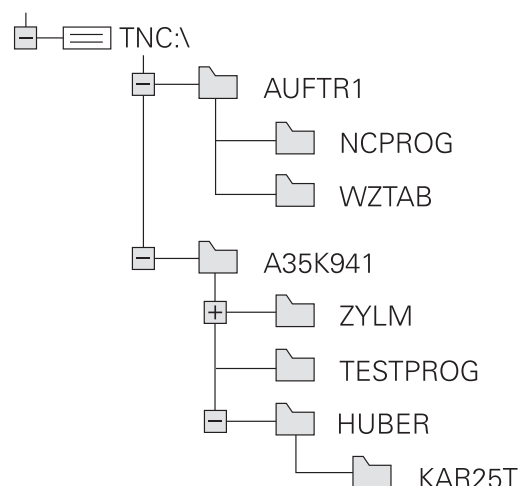 TNC:\
AUFTR1
NCPROG
WZTAB
A35K941
ZYLM
TESTPROG
HUBER
KAR25T